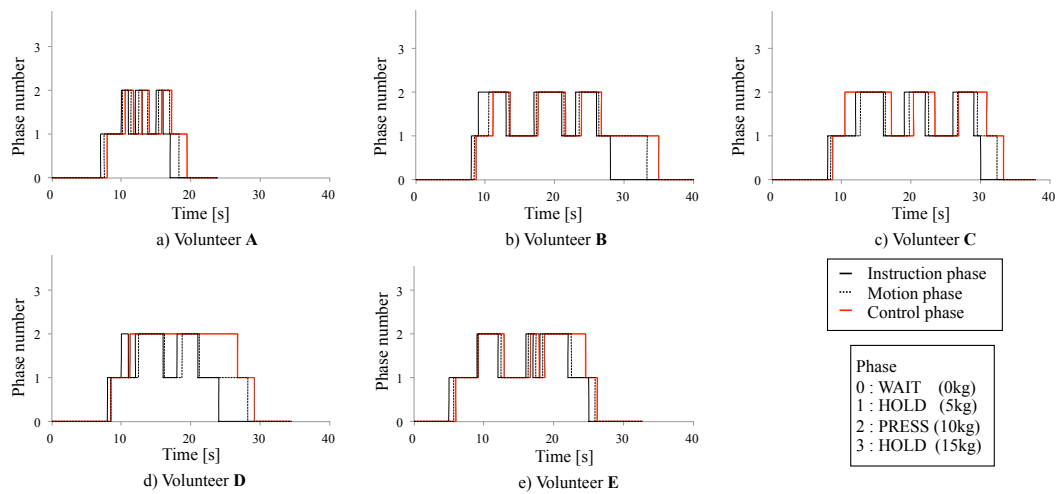 Phase number
3
2
1
0
0
10
20
30
40
Time [s]
a) Volunteer A
Phase number
3
2
1
0
0
10
20
30
40
Time [s]
b) Volunteer B
Phase number
3
2
1
0
0
10
20
30
40
Time [s]
c) Volunteer C
Phase number
3
2
1
0
0
10
20
30
40
Time [s]
d) Volunteer D
Phase number
3
2
1
0
0
10
20
30
40
Time [s]
e) Volunteer E
Instruction phase
Motion phase
Control phase
Phase
0 : WAIT (0kg)
1 : HOLD (5kg)
2 : PRESS (10kg)
3 : HOLD (15kg)